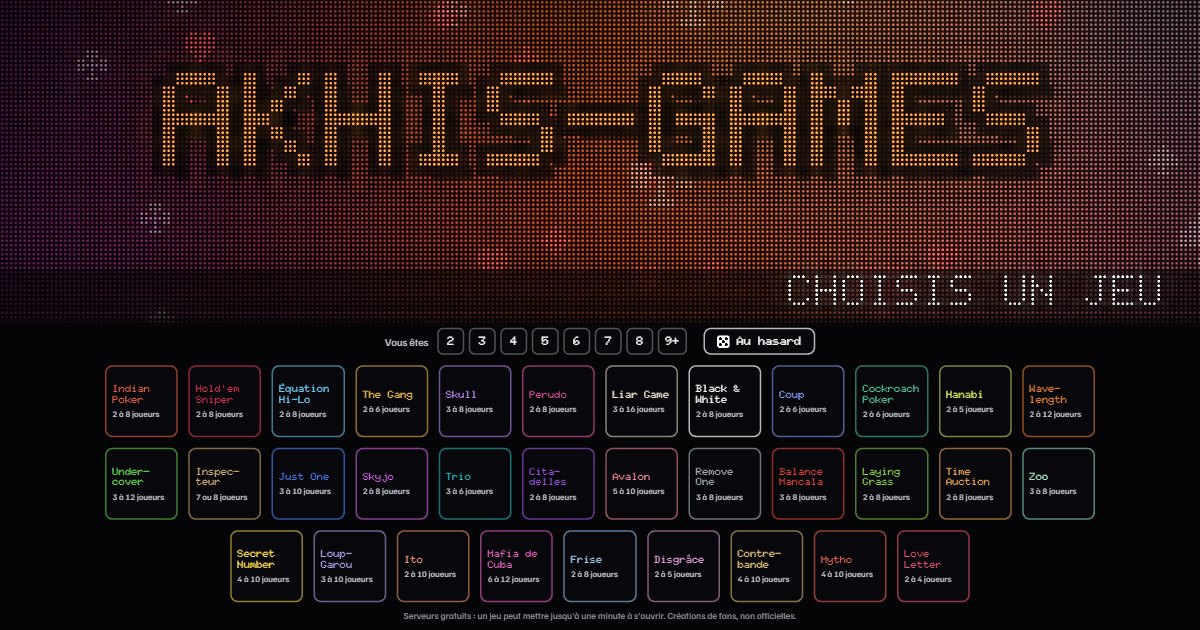 AKHIS-GAMES
CHOISIS UN JEU
Vous êtes 2 3 4 5 6 7 8 9+ Au hasard
Indian
Poker
2 à 8 joueurs
Hold'em
Sniper
2 à 8 joueurs
Équation
Hi-Lo
2 à 8 joueurs
The Gang
2 à 6 joueurs
Skull
3 à 8 joueurs
Perudo
2 à 8 joueurs
Liar Game
3 à 16 joueurs
Black &
White
2 à 8 joueurs
Coup
2 à 6 joueurs
Cockroach
Poker
2 à 6 joueurs
Hanabi
2 à 5 joueurs
Wave-
length
2 à 12 joueurs
Under-
cover
3 à 12 joueurs
Inspec-
teur
7 ou 8 joueurs
Just One
3 à 10 joueurs
Skyjo
2 à 8 joueurs
Trio
3 à 6 joueurs
Cita-
delles
2 à 8 joueurs
Avalon
5 à 10 joueurs
Remove
One
3 à 8 joueurs
Balance
Mancala
3 à 8 joueurs
Laying
Grass
2 à 8 joueurs
Time
Auction
2 à 8 joueurs
Zoo
3 à 8 joueurs
Secret
Number
4 à 10 joueurs
Loup-
Garou
3 à 10 joueurs
Ito
2 à 10 joueurs
Mafia de
Cuba
6 à 12 joueurs
Frise
2 à 8 joueurs
Disgrâce
2 à 5 joueurs
Contre-
bande
4 à 10 joueurs
Mytho
4 à 10 joueurs
Love
Letter
2 à 4 joueurs
Serveurs gratuits : un jeu peut mettre jusqu'à une minute à s'ouvrir. Créations de fans, non officielles.